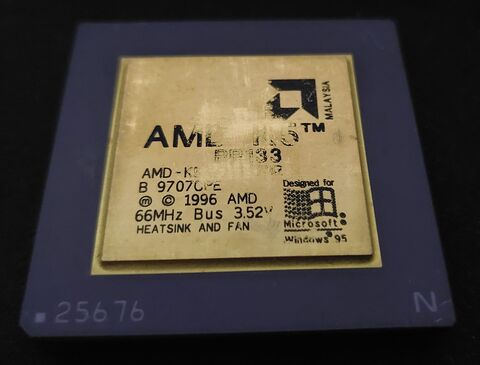 MALAYSIA
AMD ™
PR133
AMD-K
B 9707CPE
ⓜ © 1996 AMD
66MHz Bus 3.52V
HEATSINK AND FAN
Designed for
Microsoft
Windows 95
25676
N